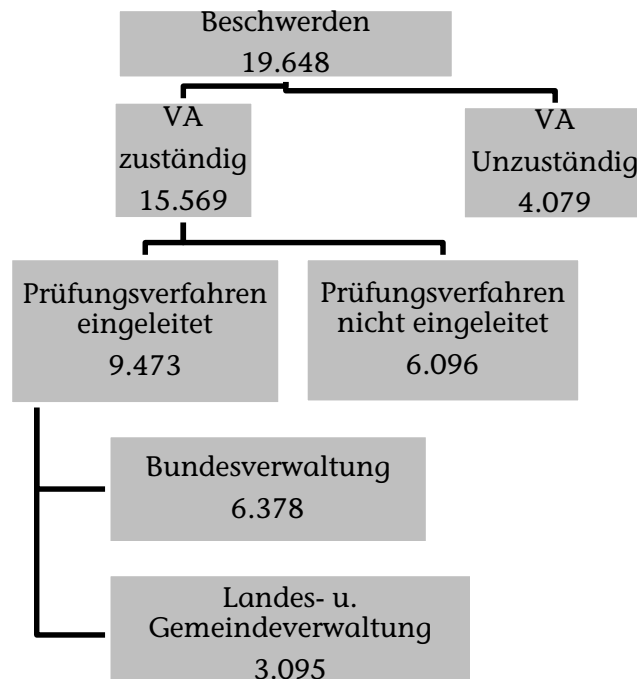 Beschwerden
19.648
VA
zuständig
15.569
VA
Unzuständig
4.079
Prüfungsverfahren
eingeleitet
9.473
Prüfungsverfahren
nicht eingeleitet
6.096
Bundesverwaltung
6.378
Landes- u.
Gemeindeverwaltung
3.095